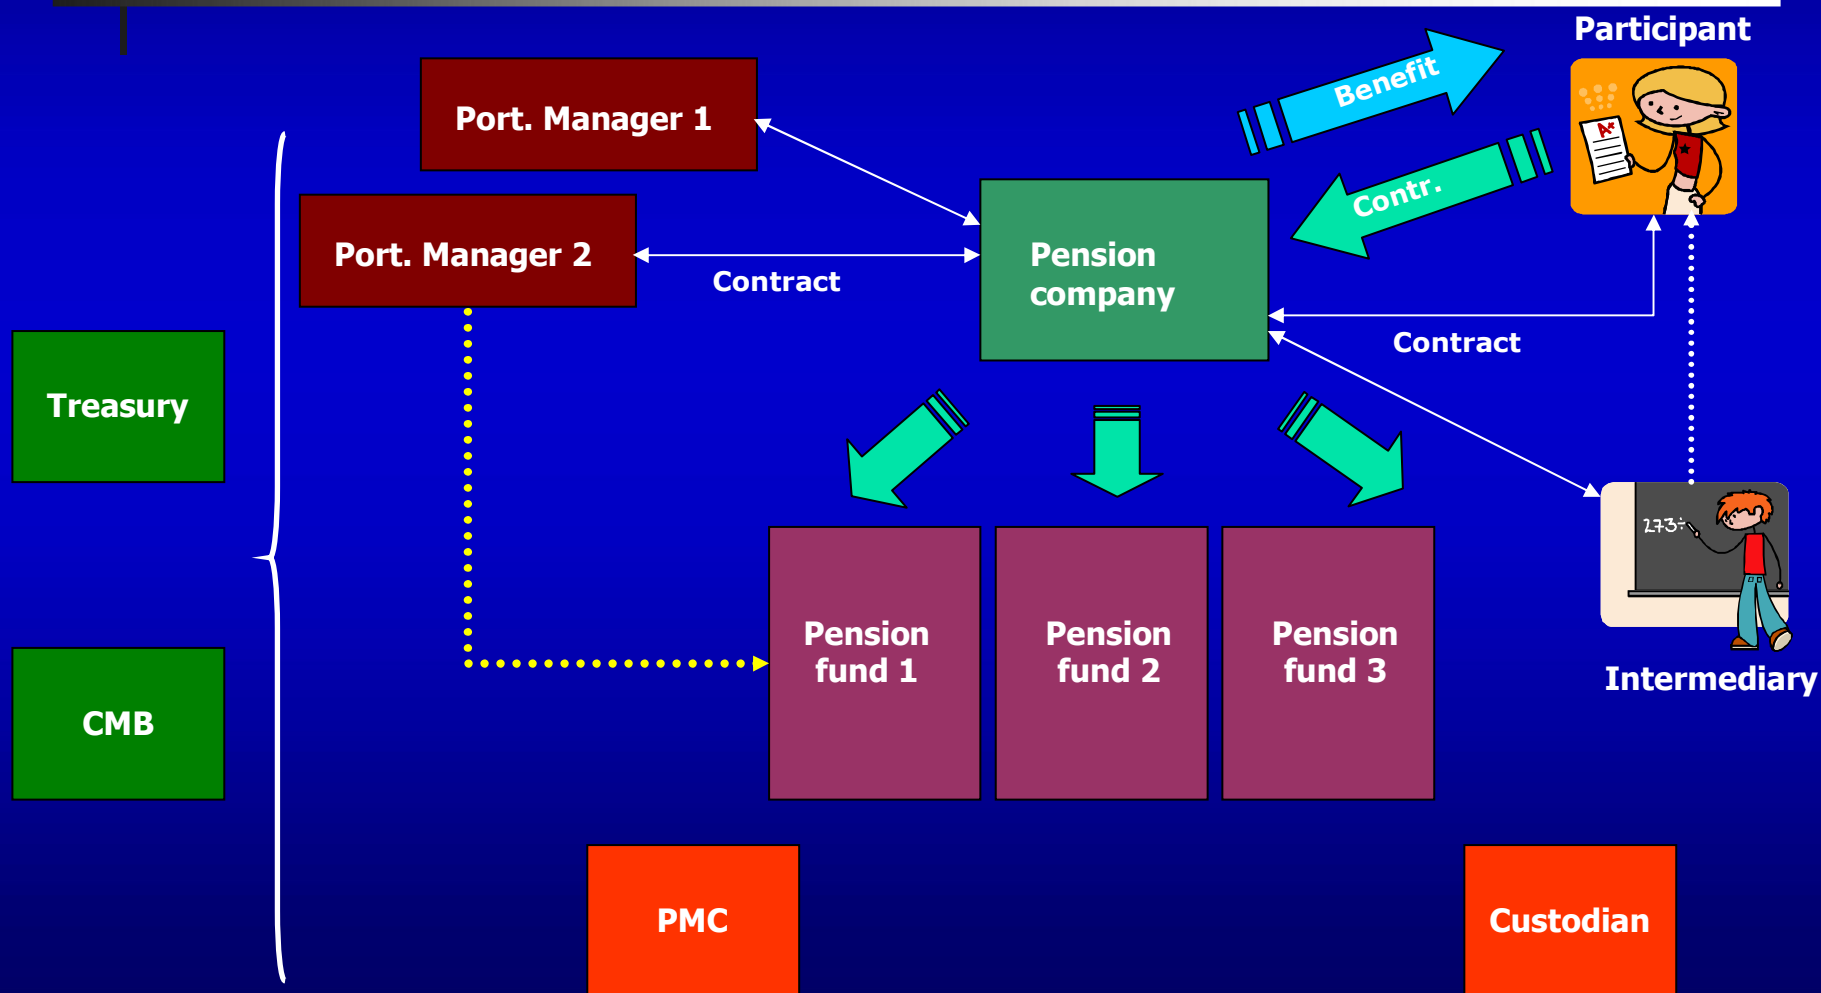 Participant
Benefit
Port. Manager 1
A+
Contr.
Port. Manager 2
Contract
Pension
company
Contract
Treasury
273÷
Pension
fund 1
Pension
fund 2
Pension
fund 3
Intermediary
CMB
PMC
Custodian